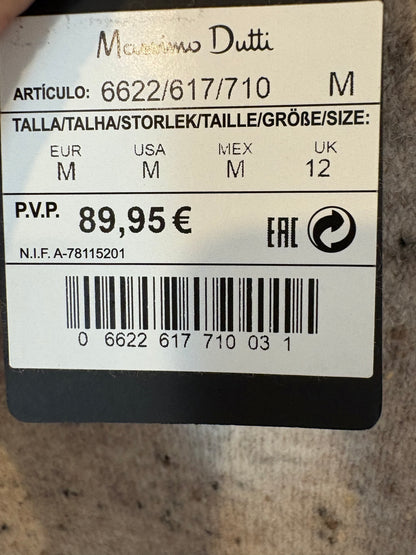 Massimo Dutti
ARTÍCULO: 6622/617/710 M
TALLA/TALHA/STORLEK/TAILLE/GRÖßE/SIZE:
EUR USA MEX UK
M M M 12
P.V.P. 89,95 €
EAC
N.I.F. A-78115201
0 6622 617 710 03 1